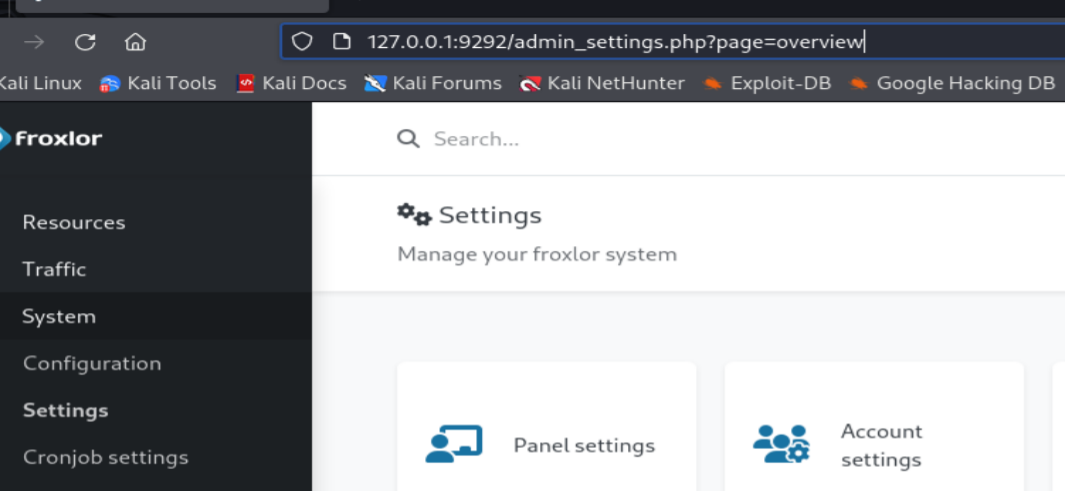 127.0.0.1:9292/admin_settings.php?page=overview
Kali Linux Kali Tools Kali Docs Kali Forums Kali NetHunter Exploit-DB Google Hacking DB
froxlor
Search...
Resources
Traffic
System
Configuration
Settings
Cronjob settings
Settings
Manage your froxlor system
Panel settings
Account
settings